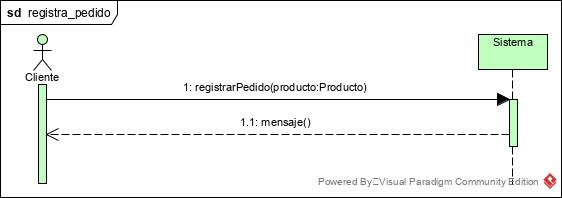 sd registra_pedido
Cliente
Sistema
1: registrarPedido(producto:Producto)
1.1: mensaje()
Powered By Visual Paradigm Community Edition